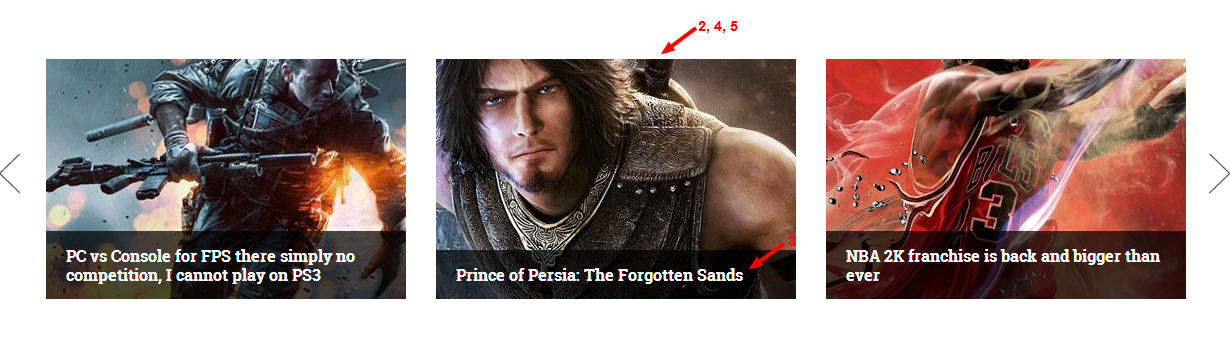 2, 4, 5
PC vs Console for FPS there simply no
competition, I cannot play on PS3
Prince of Persia: The Forgotten Sands
3
NBA 2K franchise is back and bigger than
ever
BULLS
3